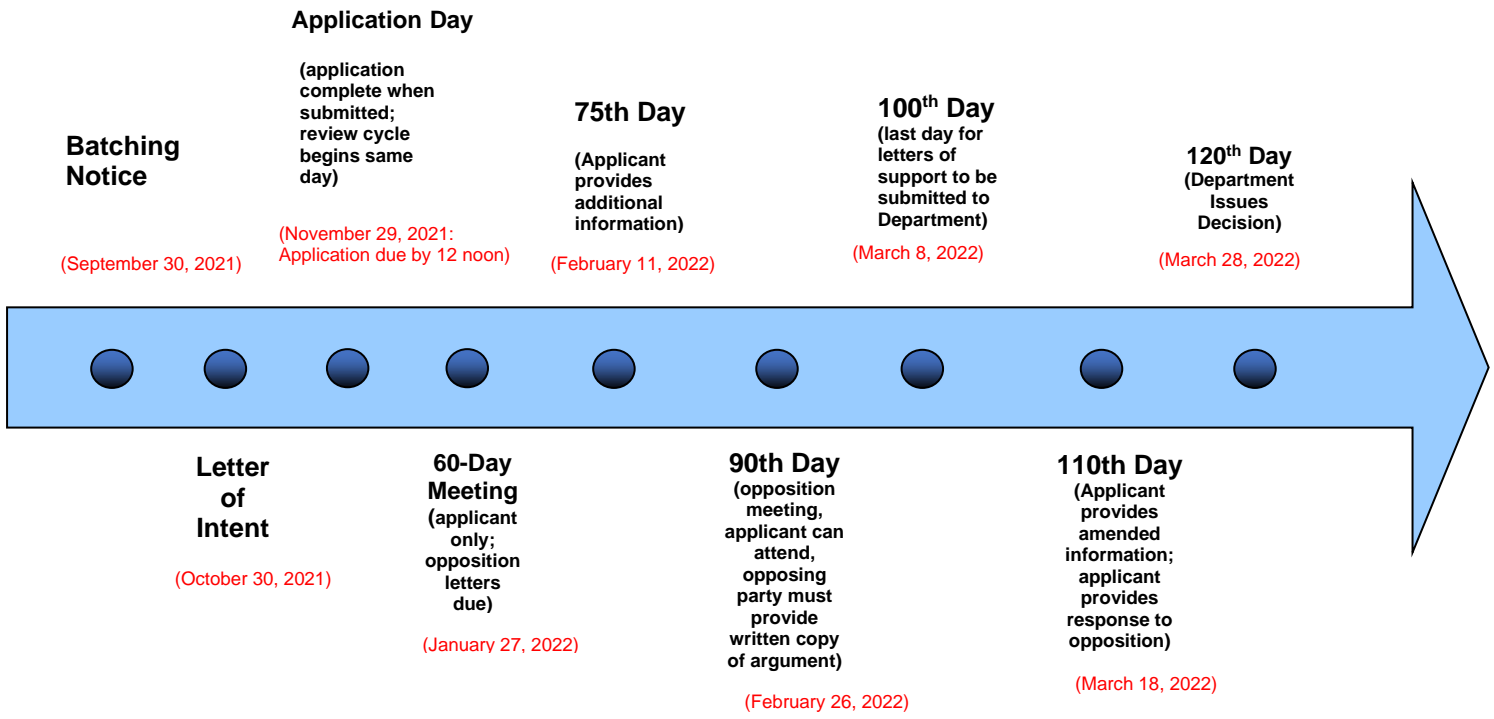 Batching
Notice
(September 30, 2021)
Letter
of
Intent
(October 30, 2021)
Application Day
(application
complete when
submitted;
review cycle
begins same
day)
(November 29, 2021:
Application due by 12 noon)
60-Day
Meeting
(applicant
only;
opposition
letters
due)
(January 27, 2022)
75th Day
(Applicant
provides
additional
information)
(February 11, 2022)
90th Day
(opposition
meeting,
applicant can
attend,
opposing
party must
provide
written copy
of argument)
(February 26, 2022)
100th Day
(last day for
letters of
support to be
submitted to
Department)
(March 8, 2022)
110th Day
(Applicant
provides
amended
information;
applicant
provides
response to
opposition)
(March 18, 2022)
120th Day
(Department
Issues
Decision)
(March 28, 2022)